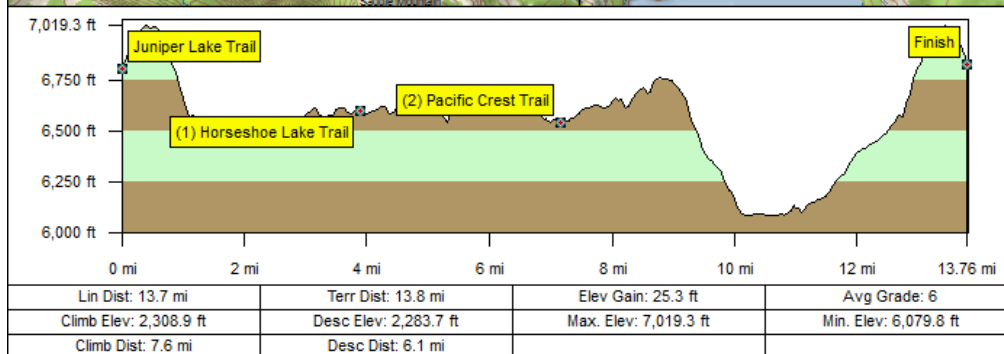 Saddle Mountain
7,019.3 ft
Juniper Lake Trail
Finish
6,750 ft
(2) Pacific Crest Trail
(1) Horseshoe Lake Trail
6,500 ft
6,250 ft
6,000 ft
0 mi 2 mi 4 mi 6 mi 8 mi 10 mi 12 mi 13.76 mi
Lin Dist: 13.7 mi Terr Dist: 13.8 mi Elev Gain: 25.3 ft Avg Grade: 6
Climb Elev: 2,308.9 ft Desc Elev: 2,283.7 ft Max. Elev: 7,019.3 ft Min. Elev: 6,079.8 ft
Climb Dist: 7.6 mi Desc Dist: 6.1 mi